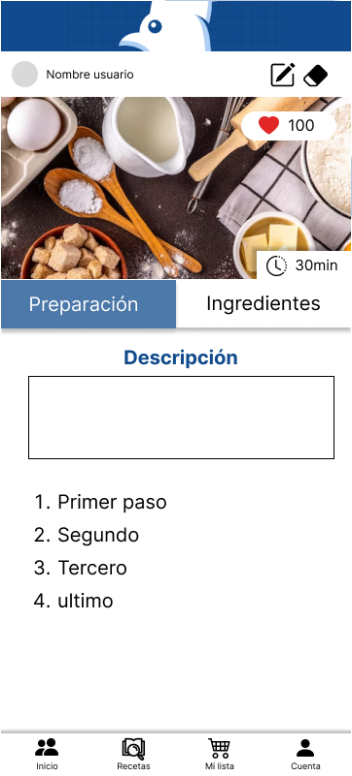 Nombre usuario
100
30min
Preparación
Ingredientes
Descripción
1. Primer paso
2. Segundo
3. Tercero
4. ultimo
Inicio
Recetas
Mi lista
Cuenta